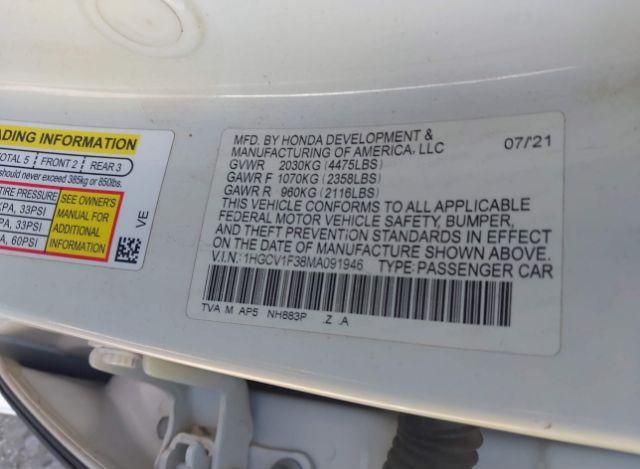 ADING INFORMATION
TOTAL 5 FRONT 2 REAR 3
should never exceed 385kg or 850lbs.
TIRE PRESSURE
KPA, 33PSI
PA, 33PSI
A, 60PSI
SEE OWNER'S
MANUAL FOR
ADDITIONAL
INFORMATION
VE
MFD. BY HONDA DEVELOPMENT & 07/21
MANUFACTURING OF AMERICA, LLC
GVWR 2030KG (4475LBS)
GAWR F 1070KG (2358LBS)
GAWR R 960KG (2116LBS)
THIS VEHICLE CONFORMS TO ALL APPLICABLE
FEDERAL MOTOR VEHICLE SAFETY, BUMPER,
AND THEFT PREVENTION STANDARDS IN EFFECT
ON THE DATE OF MANUFACTURE SHOWN ABOVE.
V.I.N.: 1HGCV1F38MA091946 TYPE: PASSENGER CAR
TVA M AP5 NH883P .Z .A